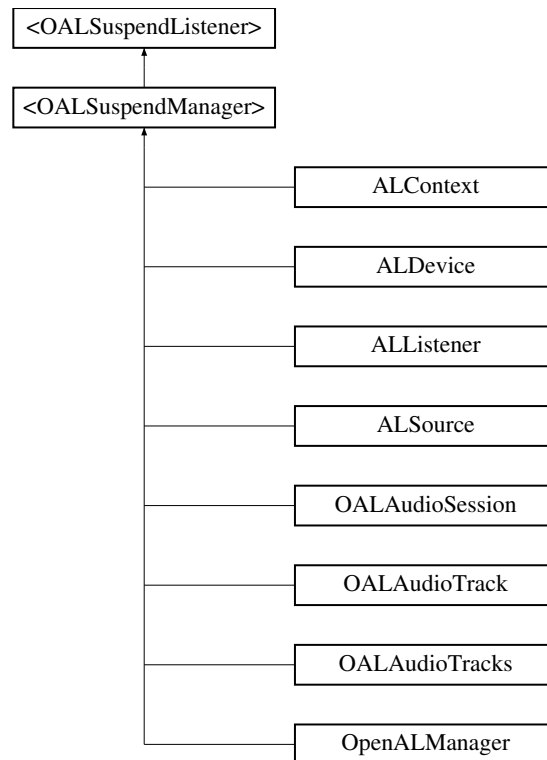 <OALSuspendListener>
<OALSuspendManager>
ALContext
ALDevice
ALListener
ALSource
OALAudioSession
OALAudioTrack
OALAudioTracks
OpenALManager